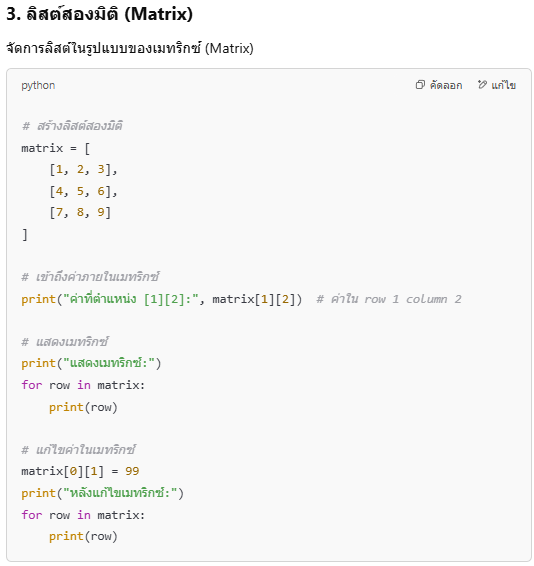 3. ลิสต์สองมิติ (Matrix)
จัดการลิสต์ในรูปแบบของเมทริกซ์ (Matrix)
python คัดลอก แก้ไข
# สร้างลิสต์สองมิติ
matrix = [
    [1, 2, 3],
    [4, 5, 6],
    [7, 8, 9]
]
# เข้าถึงค่าภายในเมทริกซ์
print("ค่าที่ตำแหน่ง [1][2]:", matrix[1][2])  # ค่าใน row 1 column 2
# แสดงเมทริกซ์
print("แสดงเมทริกซ์:")
for row in matrix:
    print(row)
# แก้ไขค่าในเมทริกซ์
matrix[0][1] = 99
print("หลังแก้ไขเมทริกซ์:")
for row in matrix:
    print(row)